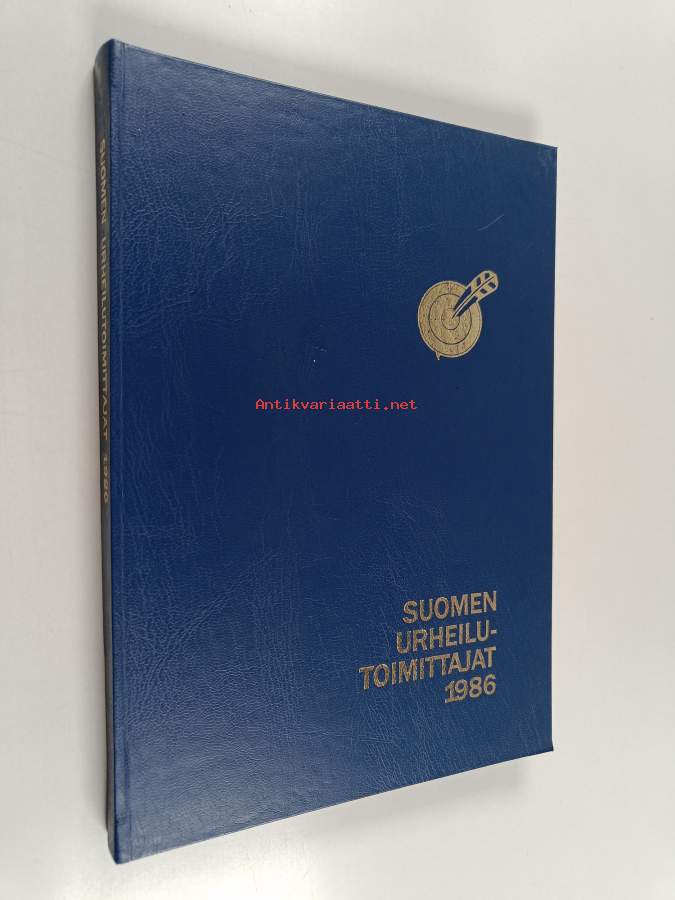 SUOMEN URHEILUTOIMITTAJAT 1986
Antikvariaatti.net
SUOMEN
URHEILU-
TOIMITTAJAT
1986